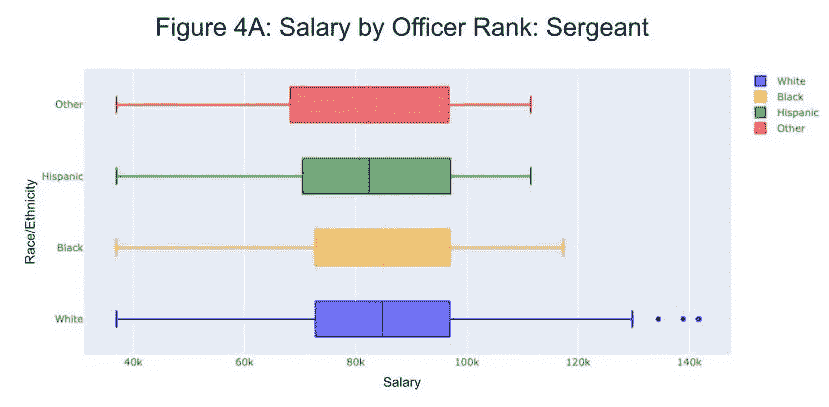 Figure 4A: Salary by Officer Rank: Sergeant
White
Black
Hispanic
Other
Other
Hispanic
Black
White
Race/Ethnicity
40k 60k 80k 100k 120k 140k
Salary